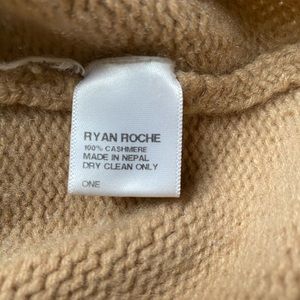 RYAN ROCHE
100% CASHMERE
MADE IN NEPAL
DRY CLEAN ONLY
ONE